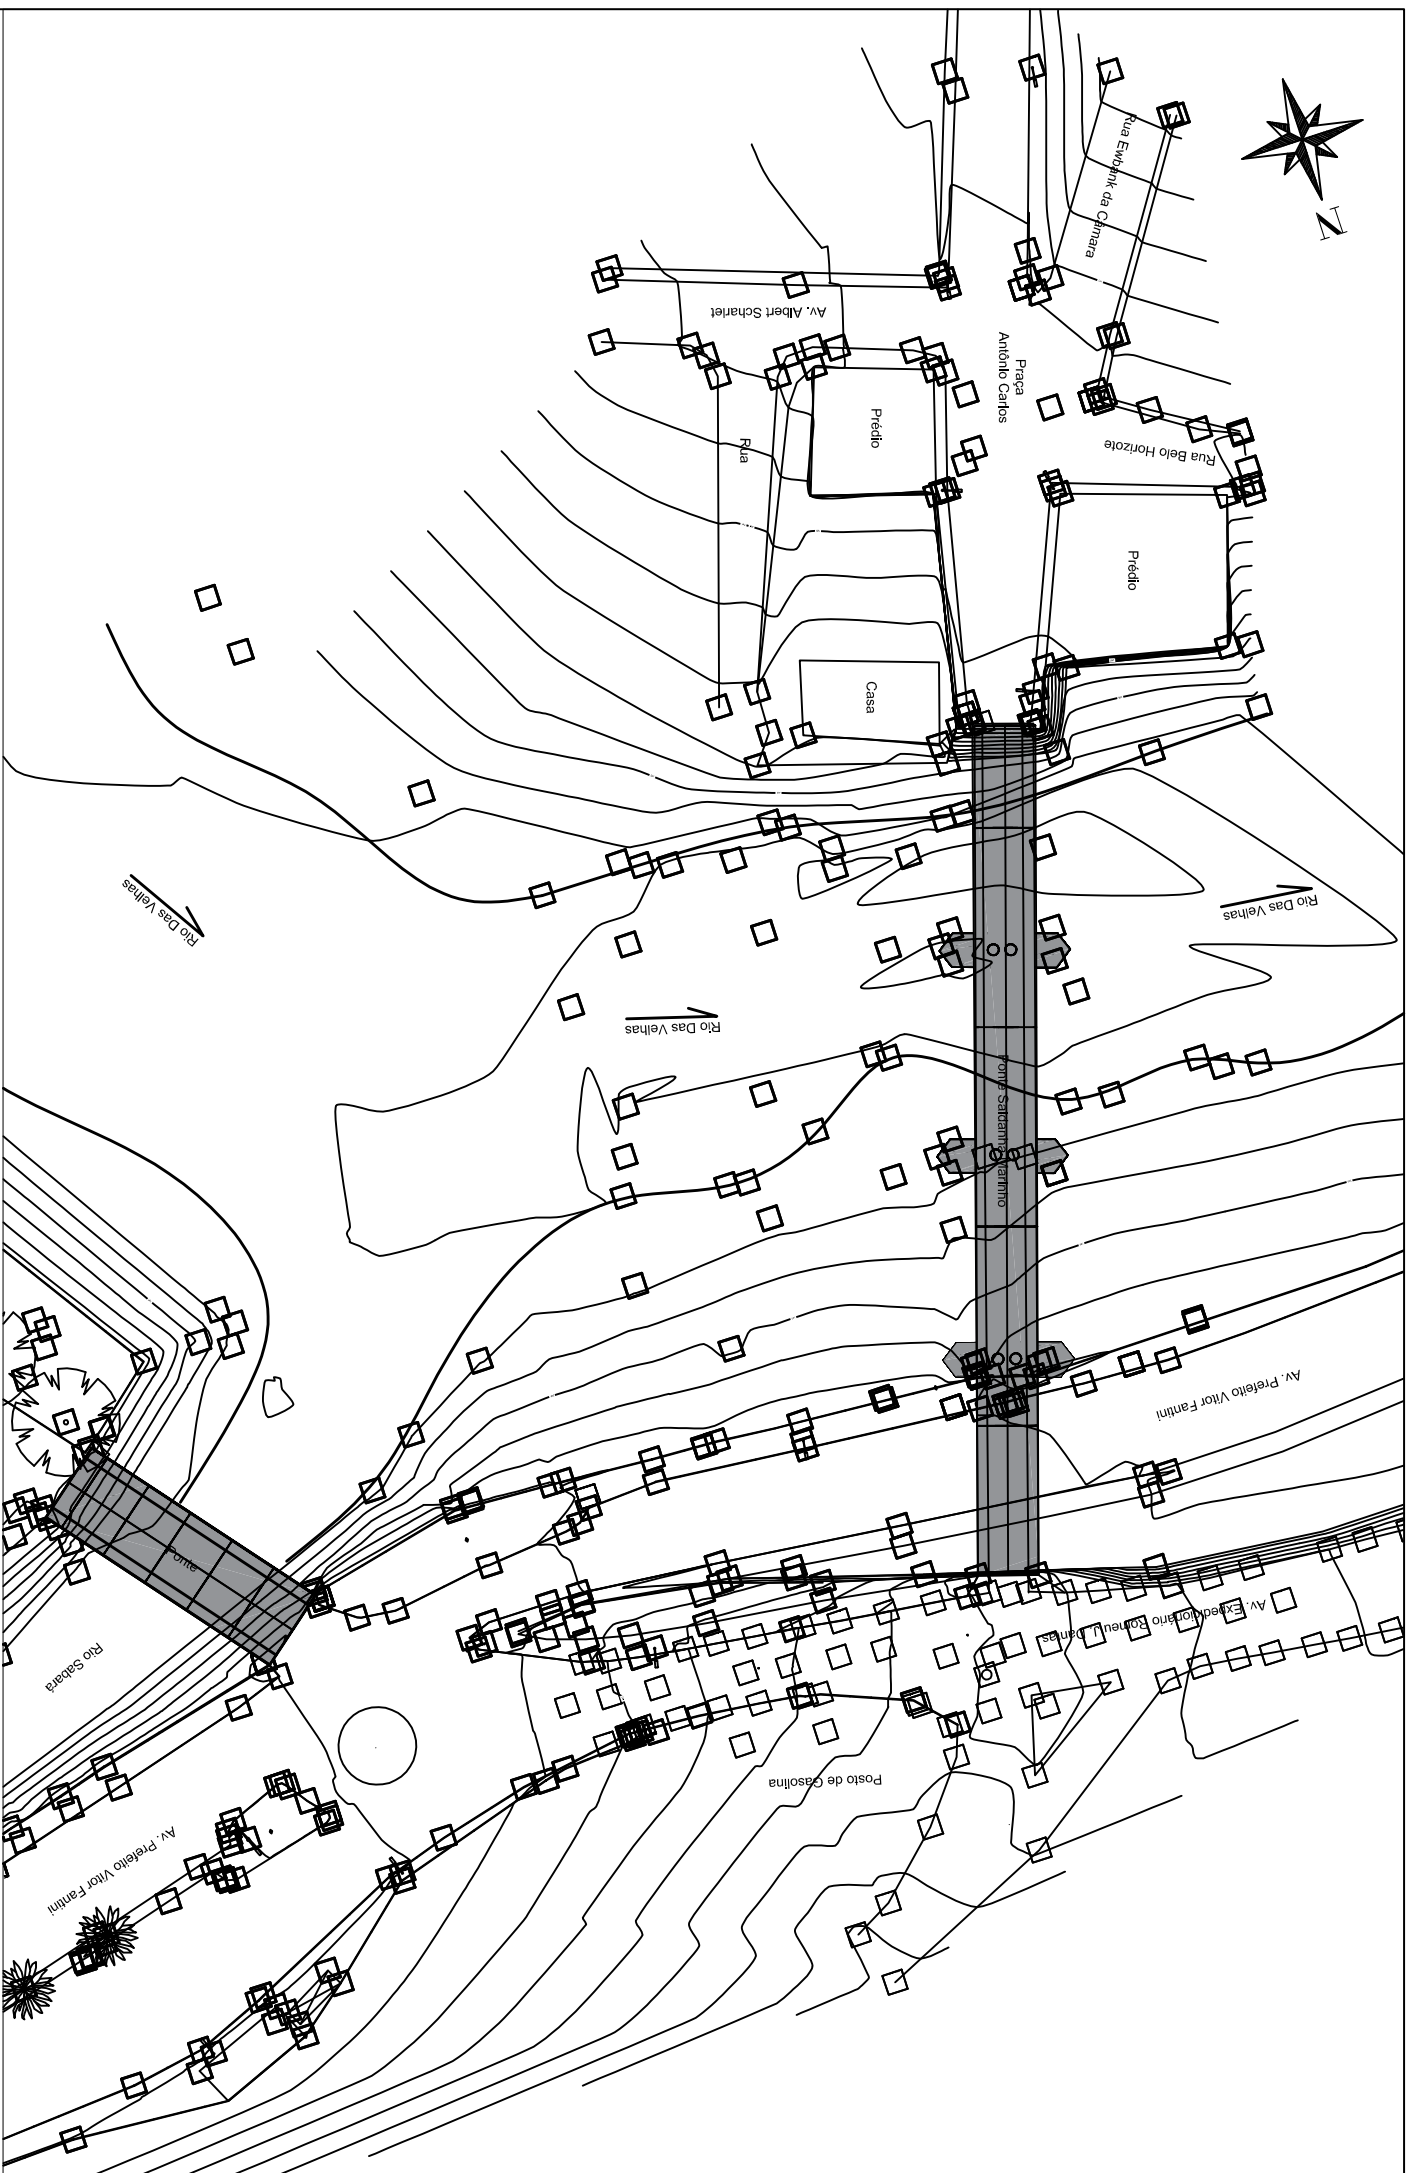 Rua Ewbank da Câmara
N
Av. Albert Scharlet
Praça
Antônio Carlos
Prédio
Rua
Rua Belo Horizote
Prédio
Casa
Rio Das Velhas
Rio Das Velhas
Rio Das Velhas
Ponte Saldanha Marinho
Av. Prefeito Vitor Fantini
Ponte
Av. Expedicionário Romeu J. Dantas
Rio Sabará
Posto de Gasolina
Av. Prefeito Vitor Fantini